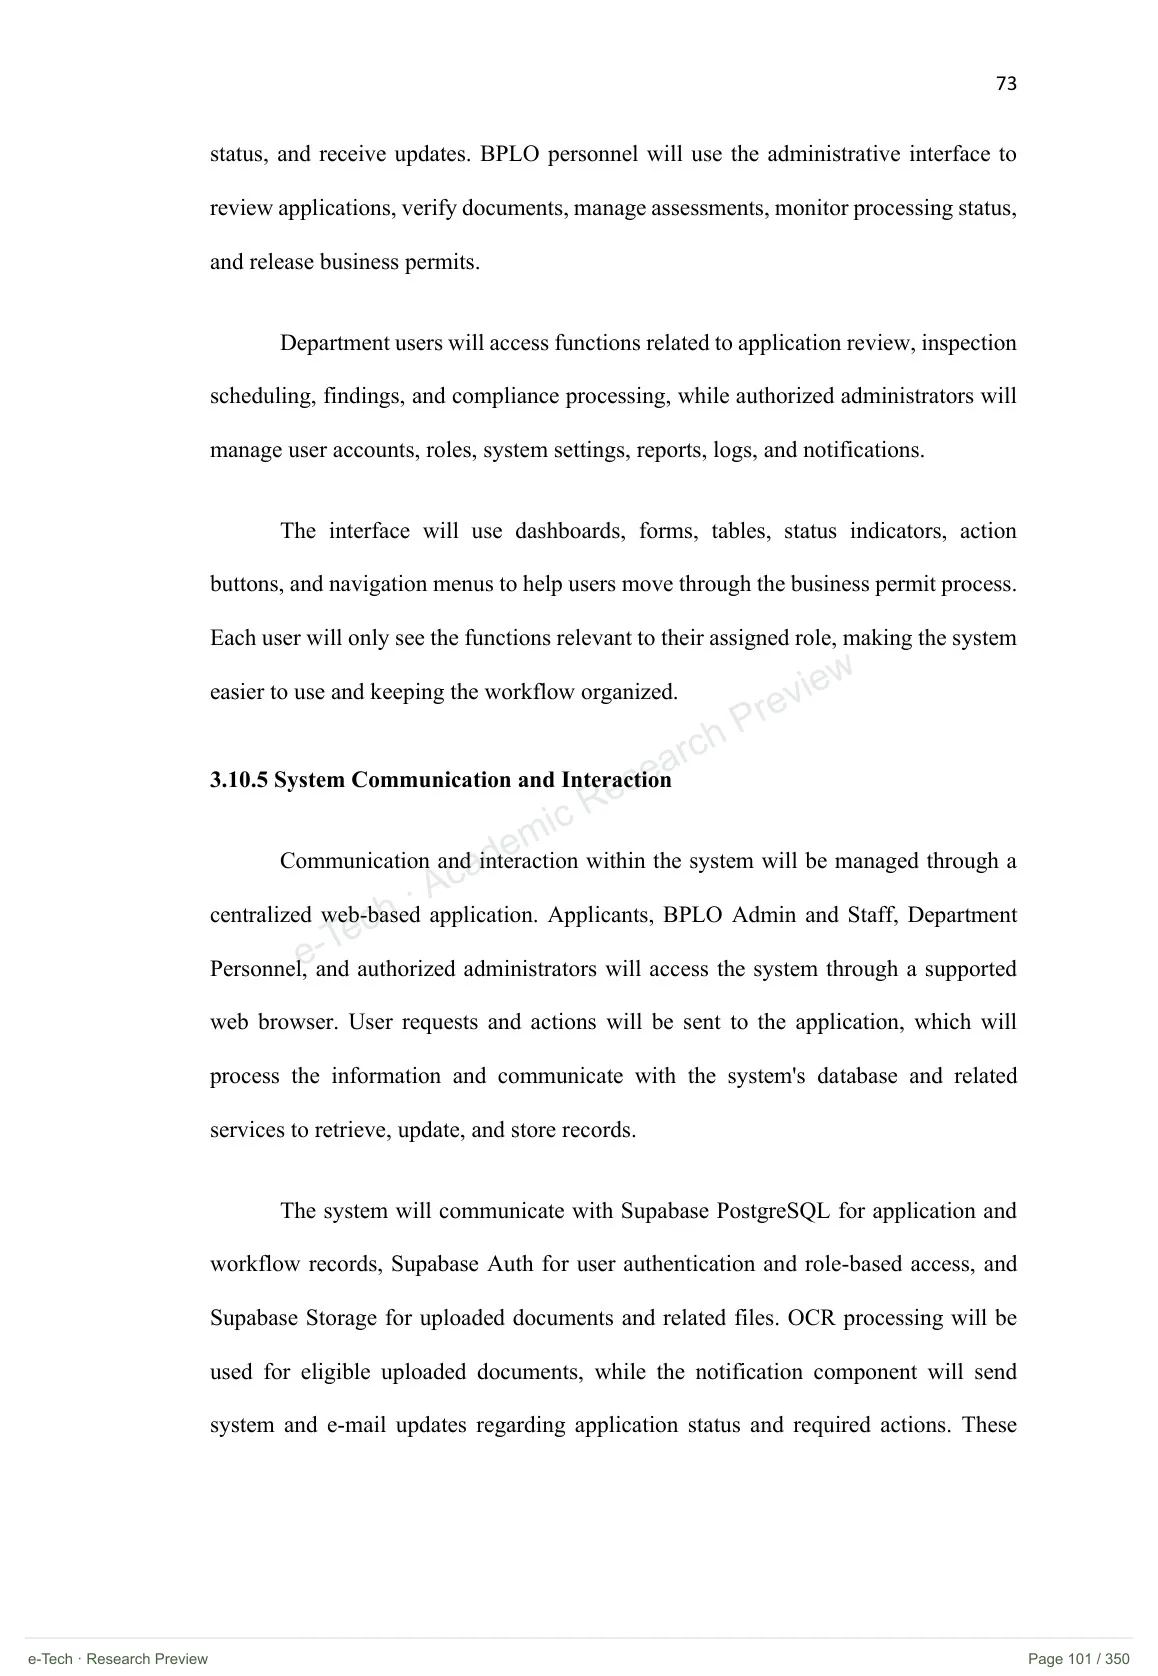 73
status, and receive updates. BPLO personnel will use the administrative interface to
review applications, verify documents, manage assessments, monitor processing status,
and release business permits.
Department users will access functions related to application review, inspection
scheduling, findings, and compliance processing, while authorized administrators will
manage user accounts, roles, system settings, reports, logs, and notifications.
The interface will use dashboards, forms, tables, status indicators, action
buttons, and navigation menus to help users move through the business permit process.
Each user will only see the functions relevant to their assigned role, making the system
easier to use and keeping the workflow organized.
3.10.5 System Communication and Interaction
Communication and interaction within the system will be managed through a
centralized web-based application. Applicants, BPLO Admin and Staff, Department
Personnel, and authorized administrators will access the system through a supported
web browser. User requests and actions will be sent to the application, which will
process the information and communicate with the system's database and related
services to retrieve, update, and store records.
The system will communicate with Supabase PostgreSQL for application and
workflow records, Supabase Auth for user authentication and role-based access, and
Supabase Storage for uploaded documents and related files. OCR processing will be
used for eligible uploaded documents, while the notification component will send
system and e-mail updates regarding application status and required actions. These
e-Tech · Academic Research Preview
e-Tech · Research Preview
Page 101 / 350